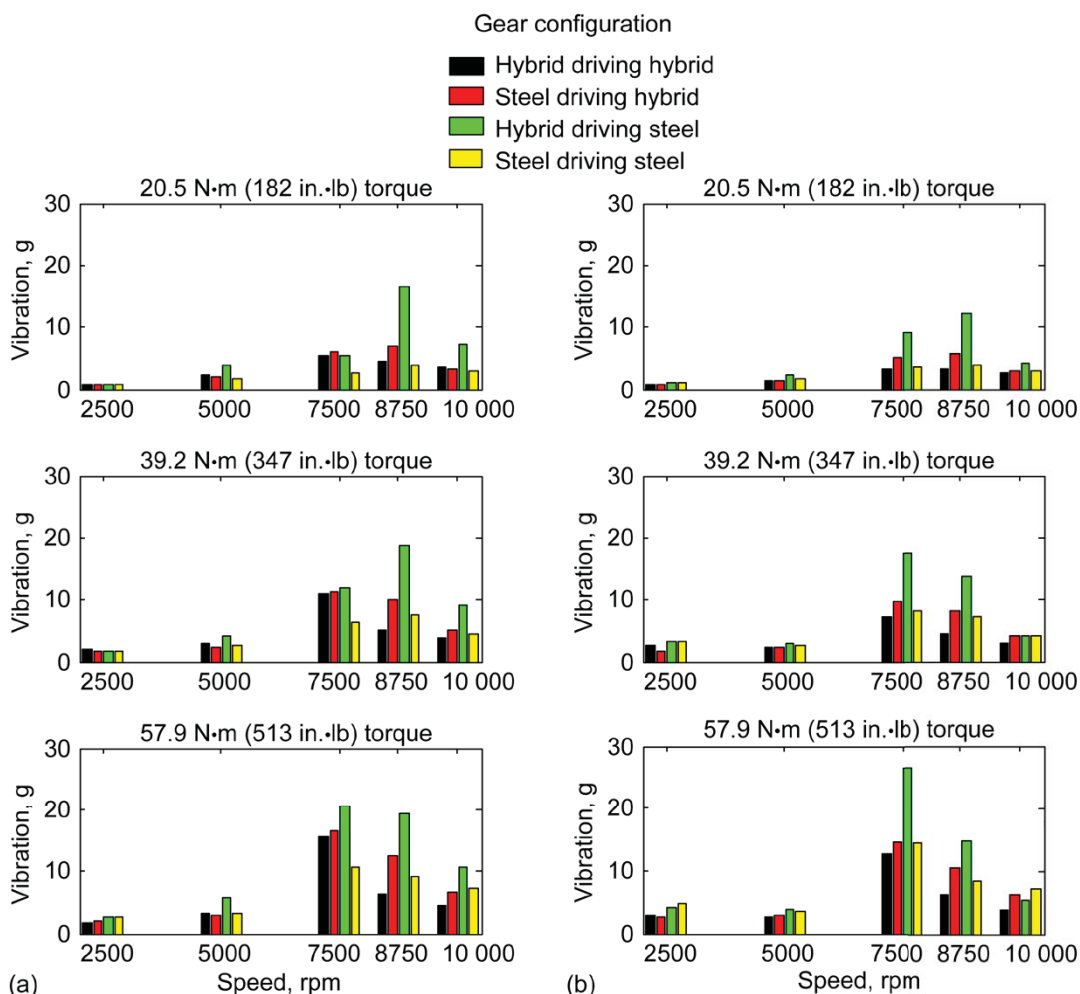 Gear configuration
Hybrid driving hybrid
Steel driving hybrid
Hybrid driving steel
Steel driving steel
20.5 N•m (182 in.•lb) torque
30
20
10
0
Vibration, g
2500 5000 7500 8750 10 000
39.2 N•m (347 in.•lb) torque
30
20
10
0
Vibration, g
2500 5000 7500 8750 10 000
57.9 N•m (513 in.•lb) torque
30
20
10
0
Vibration, g
2500 5000 7500 8750 10 000
(a) Speed, rpm
20.5 N•m (182 in.•lb) torque
30
20
10
0
Vibration, g
2500 5000 7500 8750 10 000
39.2 N•m (347 in.•lb) torque
30
20
10
0
Vibration, g
2500 5000 7500 8750 10 000
57.9 N•m (513 in.•lb) torque
30
20
10
0
Vibration, g
2500 5000 7500 8750 10 000
(b) Speed, rpm